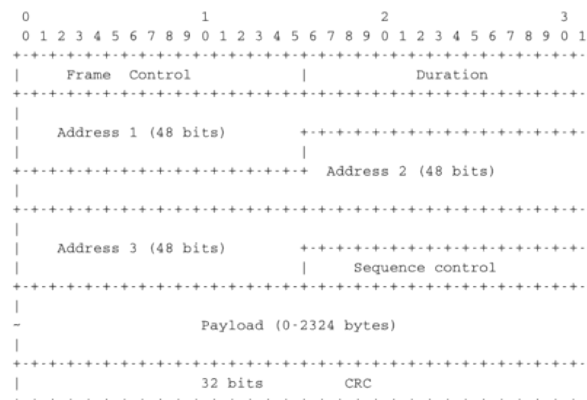 0 1 2 3
0 1 2 3 4 5 6 7 8 9 0 1 2 3 4 5 6 7 8 9 0 1 2 3 4 5 6 7 8 9 0 1
Frame Control | Duration
Address 1 (48 bits)
Address 2 (48 bits)
Address 3 (48 bits)
Sequence control
Payload (0-2324 bytes)
32 bits CRC